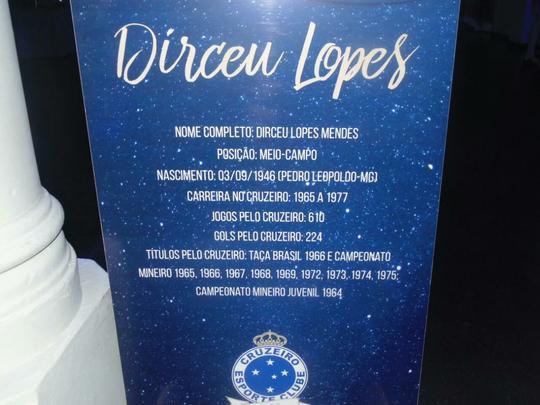 Dirceu Lopes
NOME COMPLETO: DIRCEU LOPES MENDES
POSIÇÃO: MEIO-CAMPO
NASCIMENTO: 03/09/1946 (PEDRO LEOPOLDO-MG)
CARREIRA NO CRUZEIRO: 1965 A 1977
JOGOS PELO CRUZEIRO: 610
GOLS PELO CRUZEIRO: 224
TÍTULOS PELO CRUZEIRO: TAÇA BRASIL 1966 E CAMPEONATO
MINEIRO 1965, 1966, 1967, 1968, 1969, 1972, 1973, 1974, 1975;
CAMPEONATO MINEIRO JUVENIL 1964
CRUZEIRO
ESPORTE CLUBE